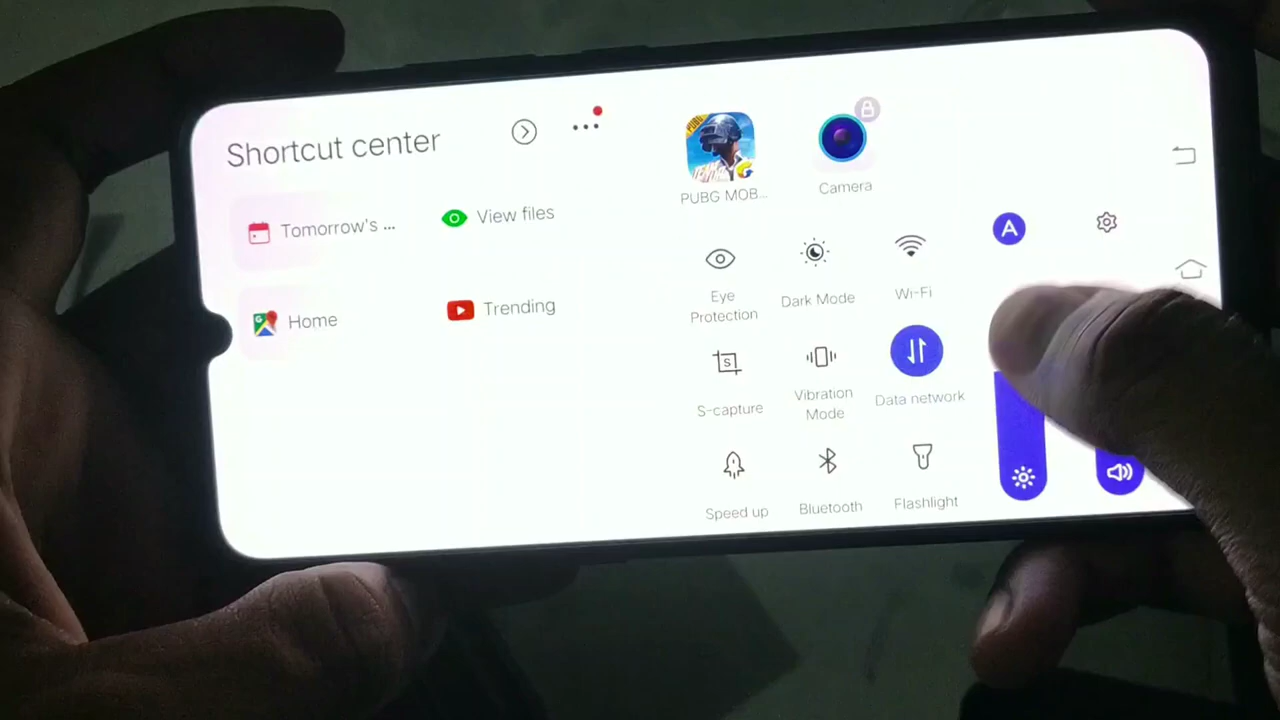 Shortcut center
Tomorrow's ...
View files
Home
Trending
PUBG
PUBG MOB...
Camera
A
Eye
Protection
Dark Mode
Wi-Fi
S
S-capture
Vibration
Mode
Data network
Speed up
Bluetooth
Flashlight